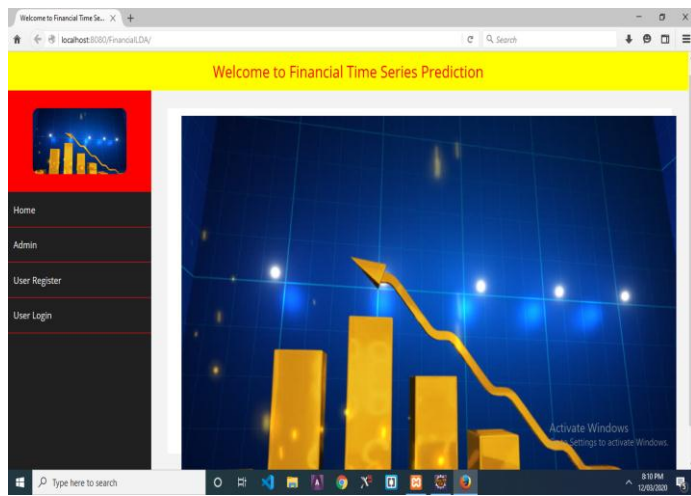 Welcome to Financial Time Se...
localhost:8080/FinancialLDA/
Search
Welcome to Financial Time Series Prediction
Home
Admin
User Register
User Login
Activate Windows
Settings to activate Windows.
Type here to search
8:10 PM
12/03/2020